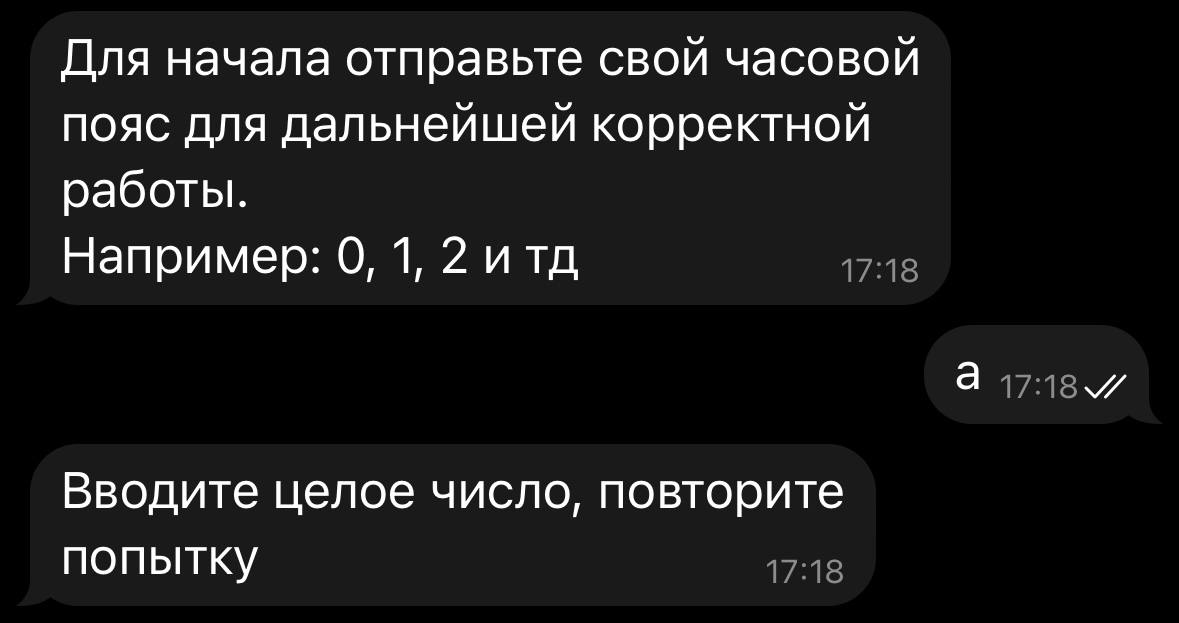 Для начала отправьте свой часовой
пояс для дальнейшей корректной
работы.
Например: 0, 1, 2 и тд
17:18
а 17:18
Вводите целое число, повторите
попытку
17:18